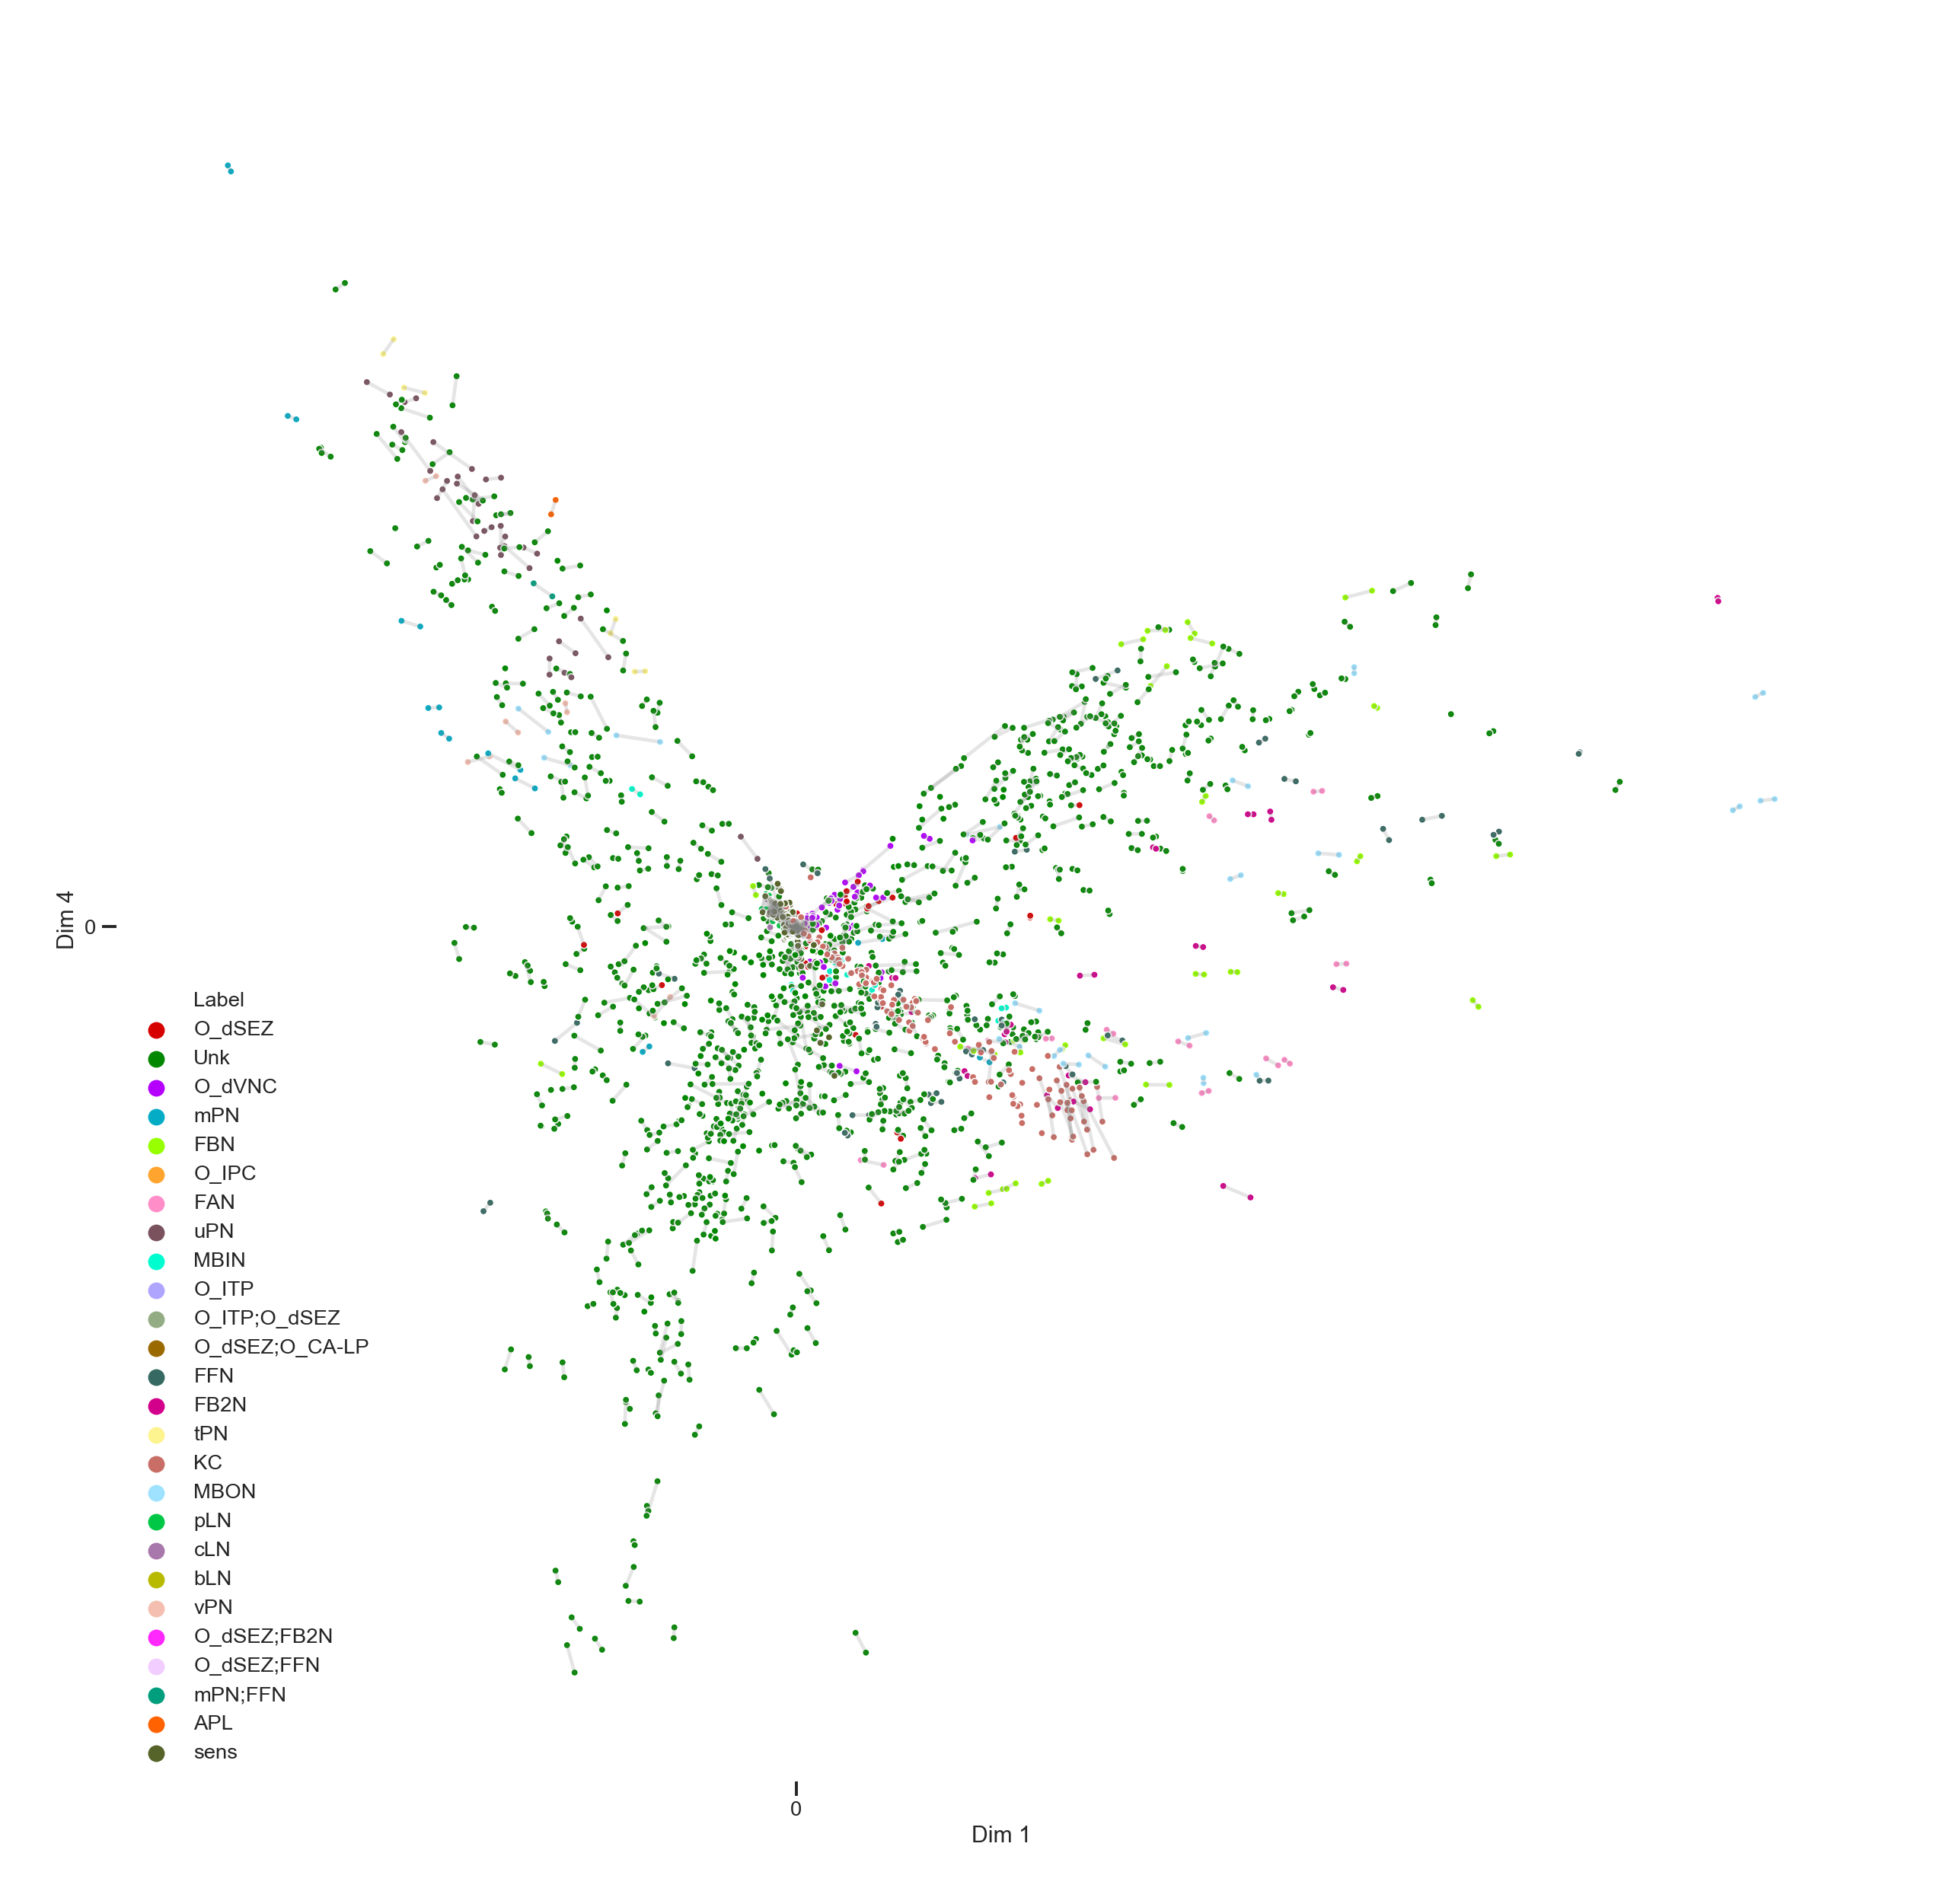 Dim 4
0
Label
O_dSEZ
Unk
O_dVNC
mPN
FBN
O_IPC
FAN
uPN
MBIN
O_ITP
O_ITP;O_dSEZ
O_dSEZ;O_CA-LP
FFN
FB2N
tPN
KC
MBON
pLN
cLN
bLN
vPN
O_dSEZ;FB2N
O_dSEZ;FFN
mPN;FFN
APL
sens
0
Dim 1